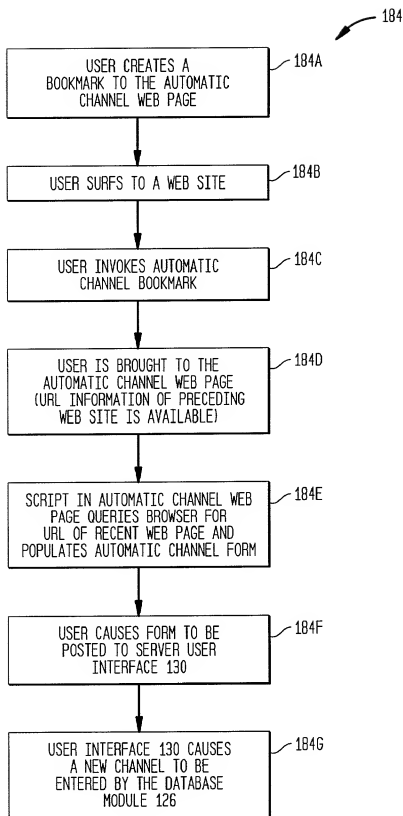 184
USER CREATES A
BOOKMARK TO THE AUTOMATIC
CHANNEL WEB PAGE
184A
USER SURFS TO A WEB SITE
184B
USER INVOKES AUTOMATIC
CHANNEL BOOKMARK
184C
USER IS BROUGHT TO THE
AUTOMATIC CHANNEL WEB PAGE
(URL INFORMATION OF PRECEDING
WEB SITE IS AVAILABLE)
184D
SCRIPT IN AUTOMATIC CHANNEL WEB
PAGE QUERIES BROWSER FOR
URL OF RECENT WEB PAGE AND
POPULATES AUTOMATIC CHANNEL FORM
184E
USER CAUSES FORM TO BE
POSTED TO SERVER USER
INTERFACE 130
184F
USER INTERFACE 130 CAUSES
A NEW CHANNEL TO BE
ENTERED BY THE DATABASE
MODULE 126
184G